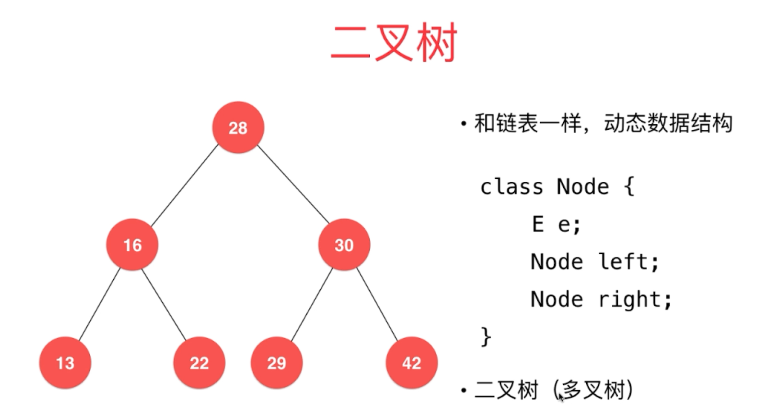 二叉树
28
16
30
13
22
29
42
•和链表一样，动态数据结构
class Node {
E e;
Node left;
Node right;
}
•二叉树（多叉树）